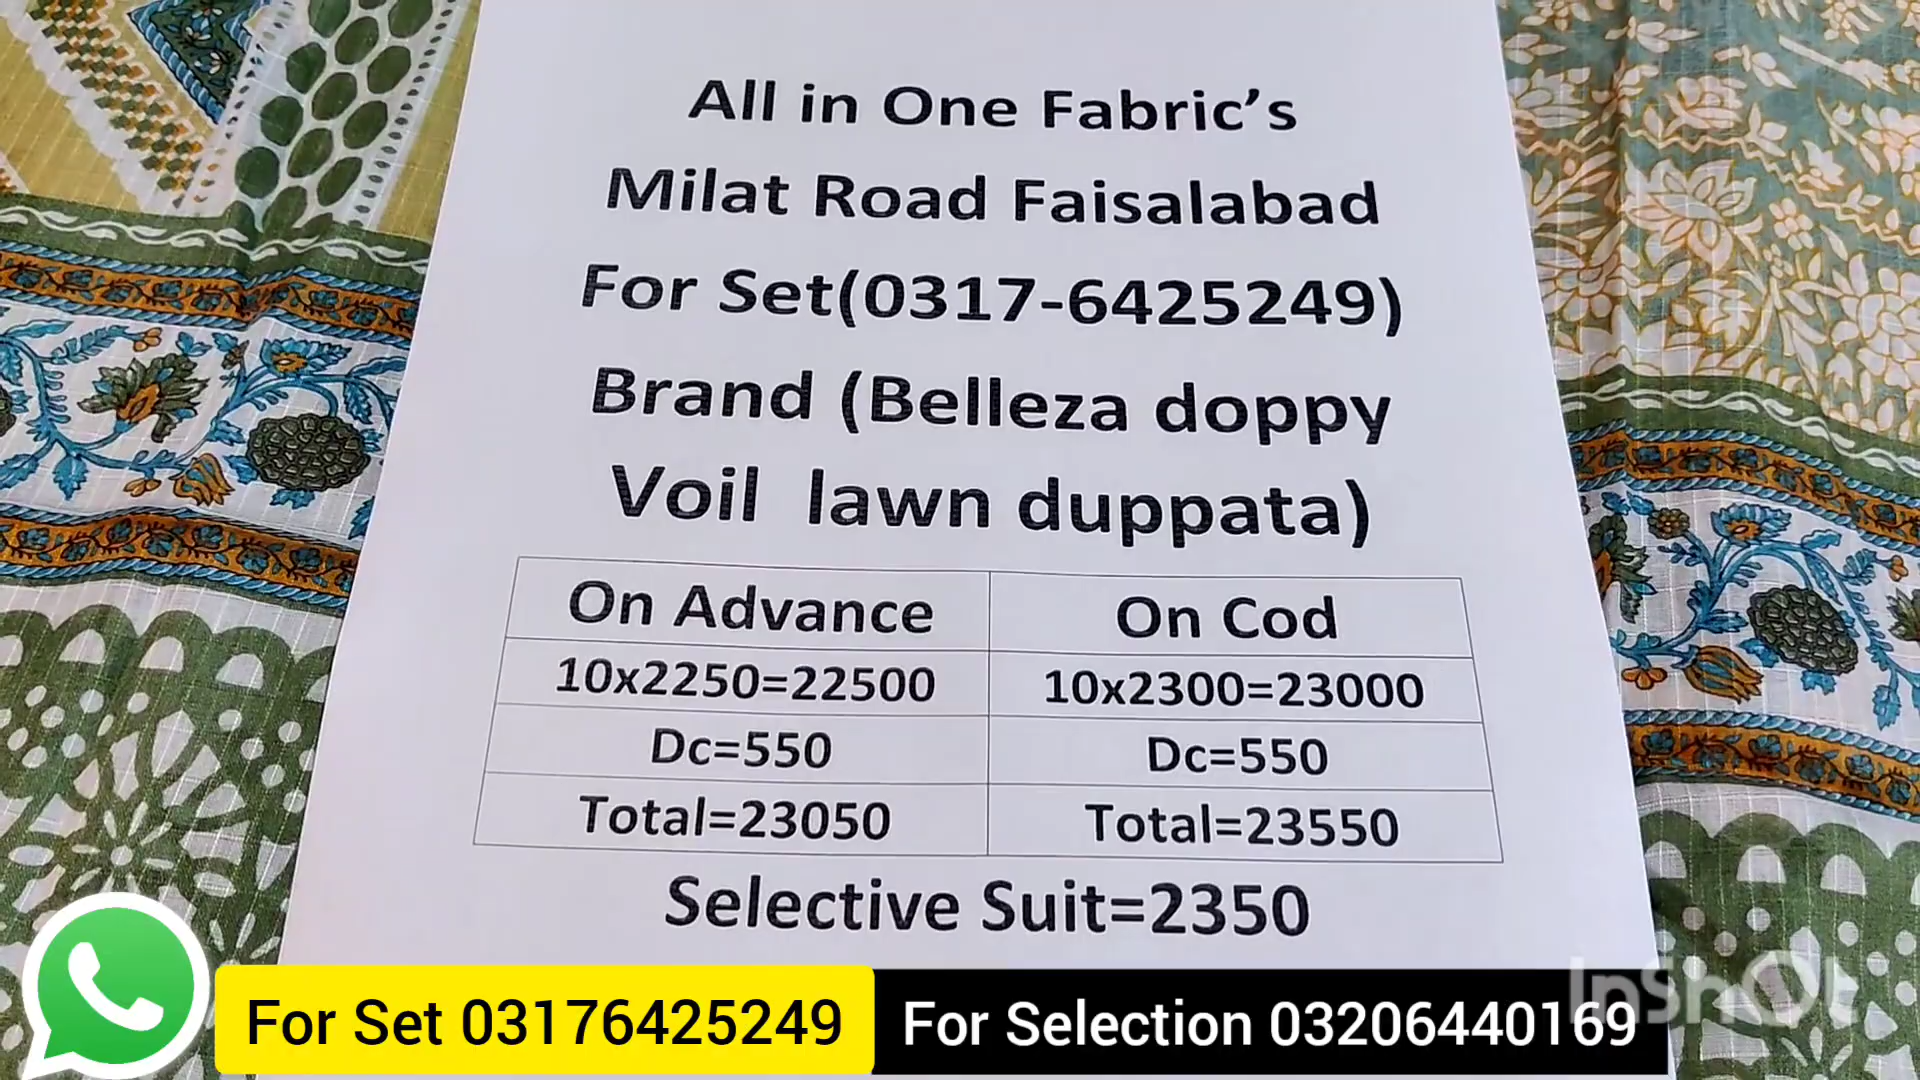 All in One Fabric’s
Milat Road Faisalabad
For Set(0317-6425249)
Brand (Belleza doppy
Voil lawn duppata)
On Advance On Cod
10x2250=22500 10x2300=23000
Dc=550 Dc=550
Total=23050 Total=23550
Selective Suit=2350
InShOt
For Set 03176425249 For Selection 03206440169